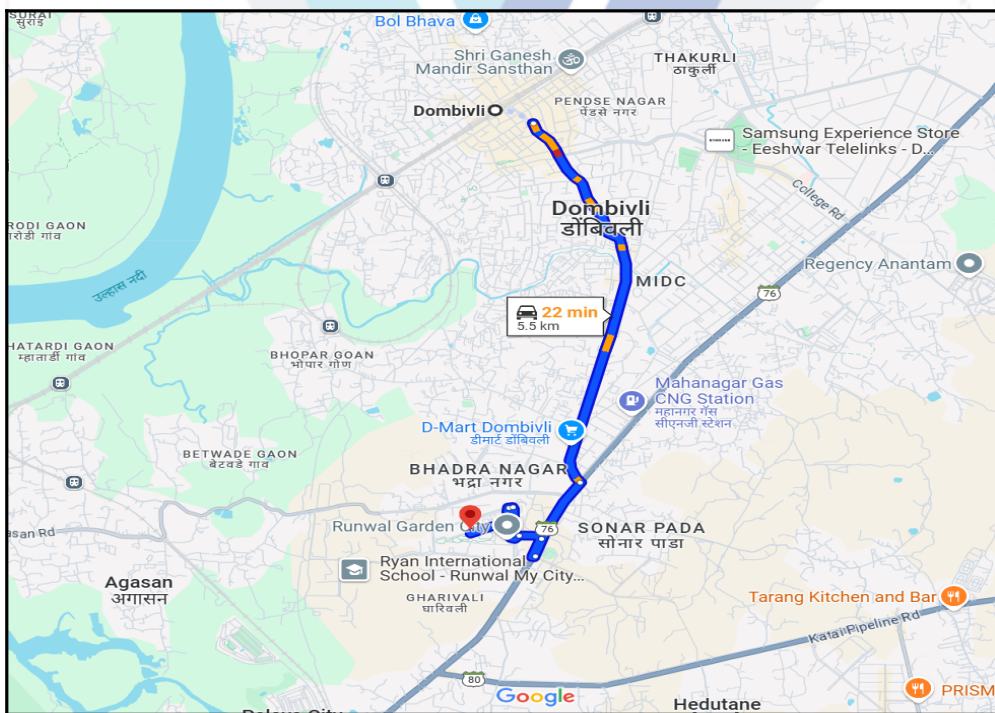 SURAI
सुराई
Bol Bhava
Shri Ganesh
Mandir Sansthan
THAKURLI
ठाकुर्ली
Dombivli
PENDSE NAGAR
पेंडसे नगर
Samsung Experience Store
- Eeshwar Telelinks - D...
College Rd
Dombivli
डोंबिवली
RODI GAON
रोडी गांव
उल्हास नदी
Regency Anantam
MIDC
76
22 min
5.5 km
HATARDI GAON
म्हातार्डी गांव
BHOPAR GOAN
भोपार गोण
Mahanagar Gas
CNG Station
महानगर गॅस
सीएनजी स्टेशन
D-Mart Dombivli
डीमार्ट डोंबिवली
BETWADE GAON
बेटवडे गाव
BHADRA NAGAR
भद्रा नगर
Runwal Garden City
76
SONAR PADA
सोनार पाडा
asan Rd
Ryan International
School - Runwal My City...
Agasan
अगासन
GHARIVALI
घारिवली
Tarang Kitchen and Bar
Katai Pipeline Rd
80
Google
PRISM
Hedutane